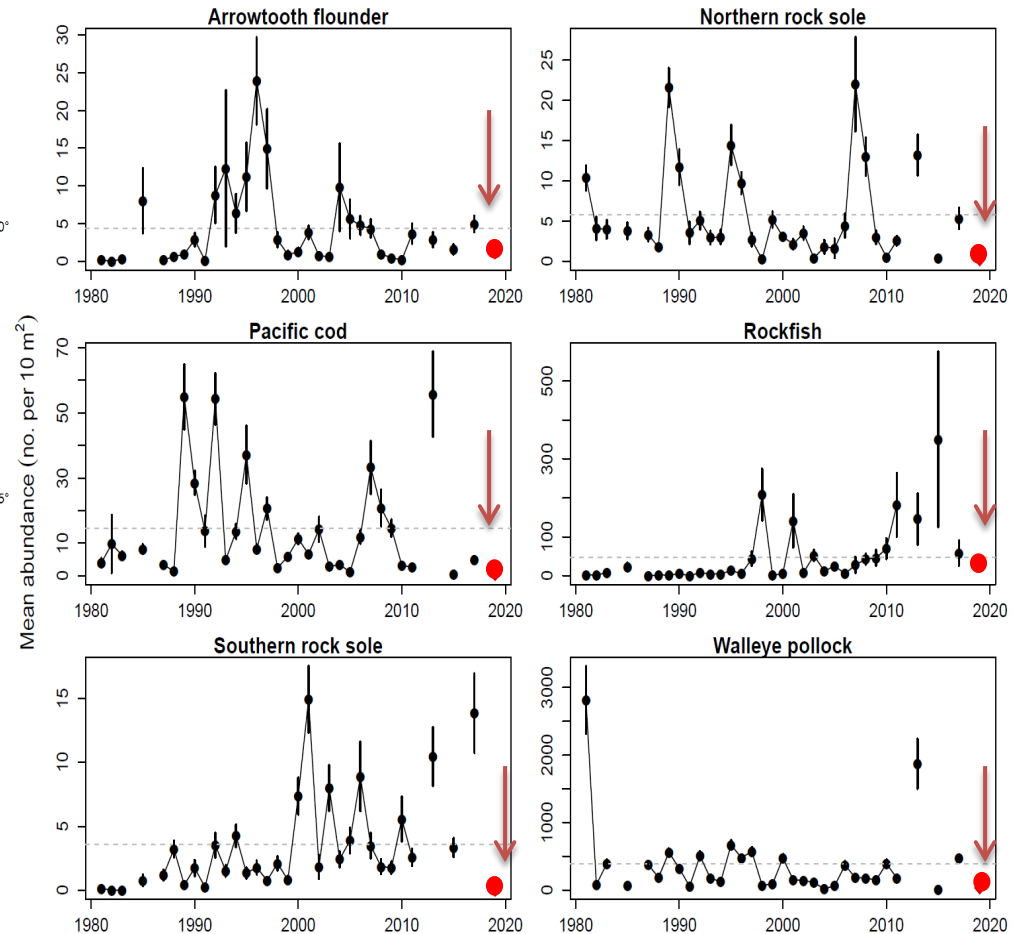 Arrowtooth flounder
30
25
20
15
10
5
0
1980 1990 2000 2010 2020
Northern rock sole
25
20
15
10
5
0
1980 1990 2000 2010 2020
Mean abundance (no. per 10 m²)
Pacific cod
70
50
30
10
0
1980 1990 2000 2010 2020
Rockfish
500
300
100
0
1980 1990 2000 2010 2020
Southern rock sole
15
10
5
0
1980 1990 2000 2010 2020
Walleye pollock
3000
2000
1000
0
1980 1990 2000 2010 2020